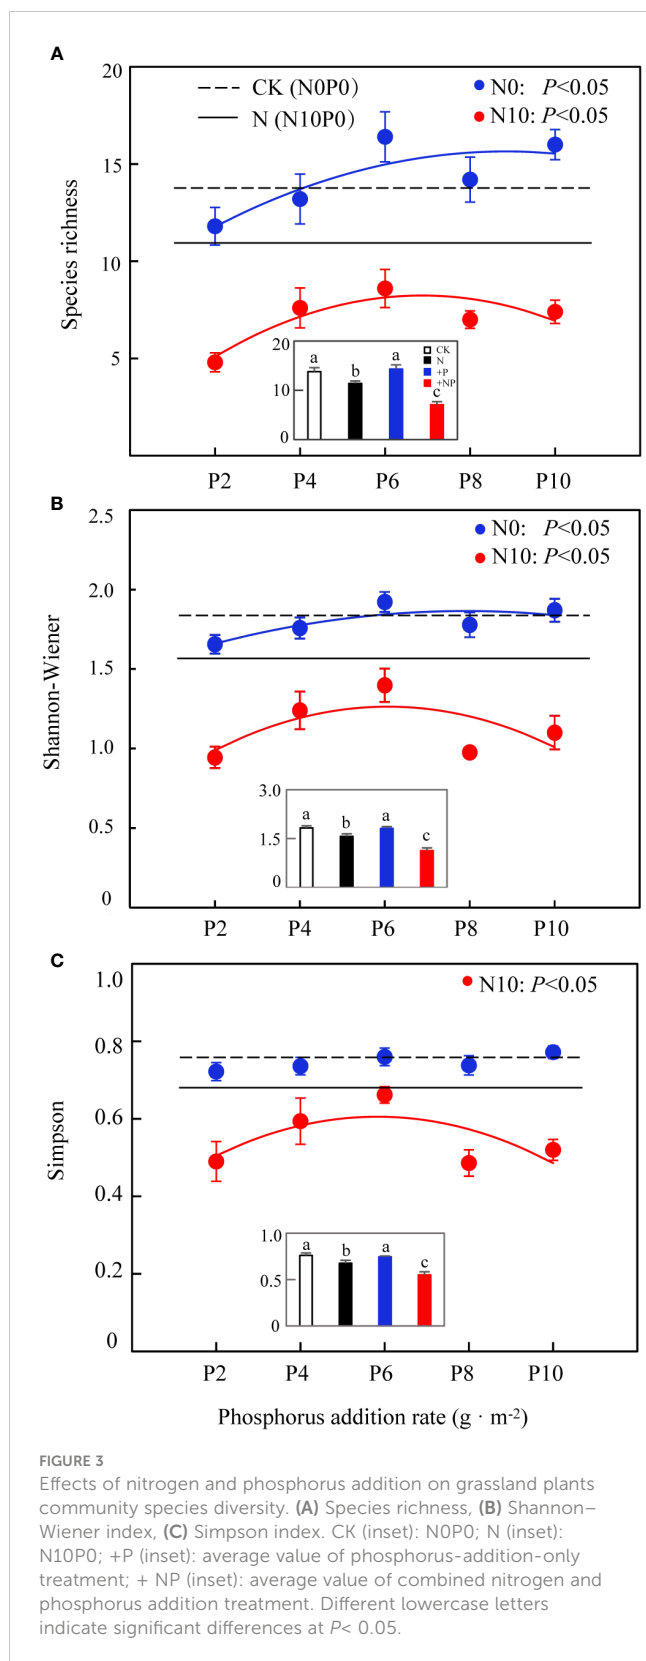 A
20
15
10
5
Species richness
CK (N0P0)
N (N10P0)
N0: P<0.05
N10: P<0.05
20
10
0
a
b
a
c
CK
N
+P
+NP
P2 P4 P6 P8 P10
B
2.5
2.0
1.5
1.0
0.5
0
Shannon-Wiener
N0: P<0.05
N10: P<0.05
3.0
1.5
0
a
b
a
c
P2 P4 P6 P8 P10
C
1.0
0.8
0.6
0.4
0.2
0
Simpson
N10: P<0.05
1.0
0.5
0
a
b
a
c
P2 P4 P6 P8 P10
Phosphorus addition rate (g · m⁻²)
FIGURE 3
Effects of nitrogen and phosphorus addition on grassland plants
community species diversity. (A) Species richness, (B) Shannon–
Wiener index, (C) Simpson index. CK (inset): N0P0; N (inset):
N10P0; +P (inset): average value of phosphorus-addition-only
treatment; + NP (inset): average value of combined nitrogen and
phosphorus addition treatment. Different lowercase letters
indicate significant differences at P< 0.05.